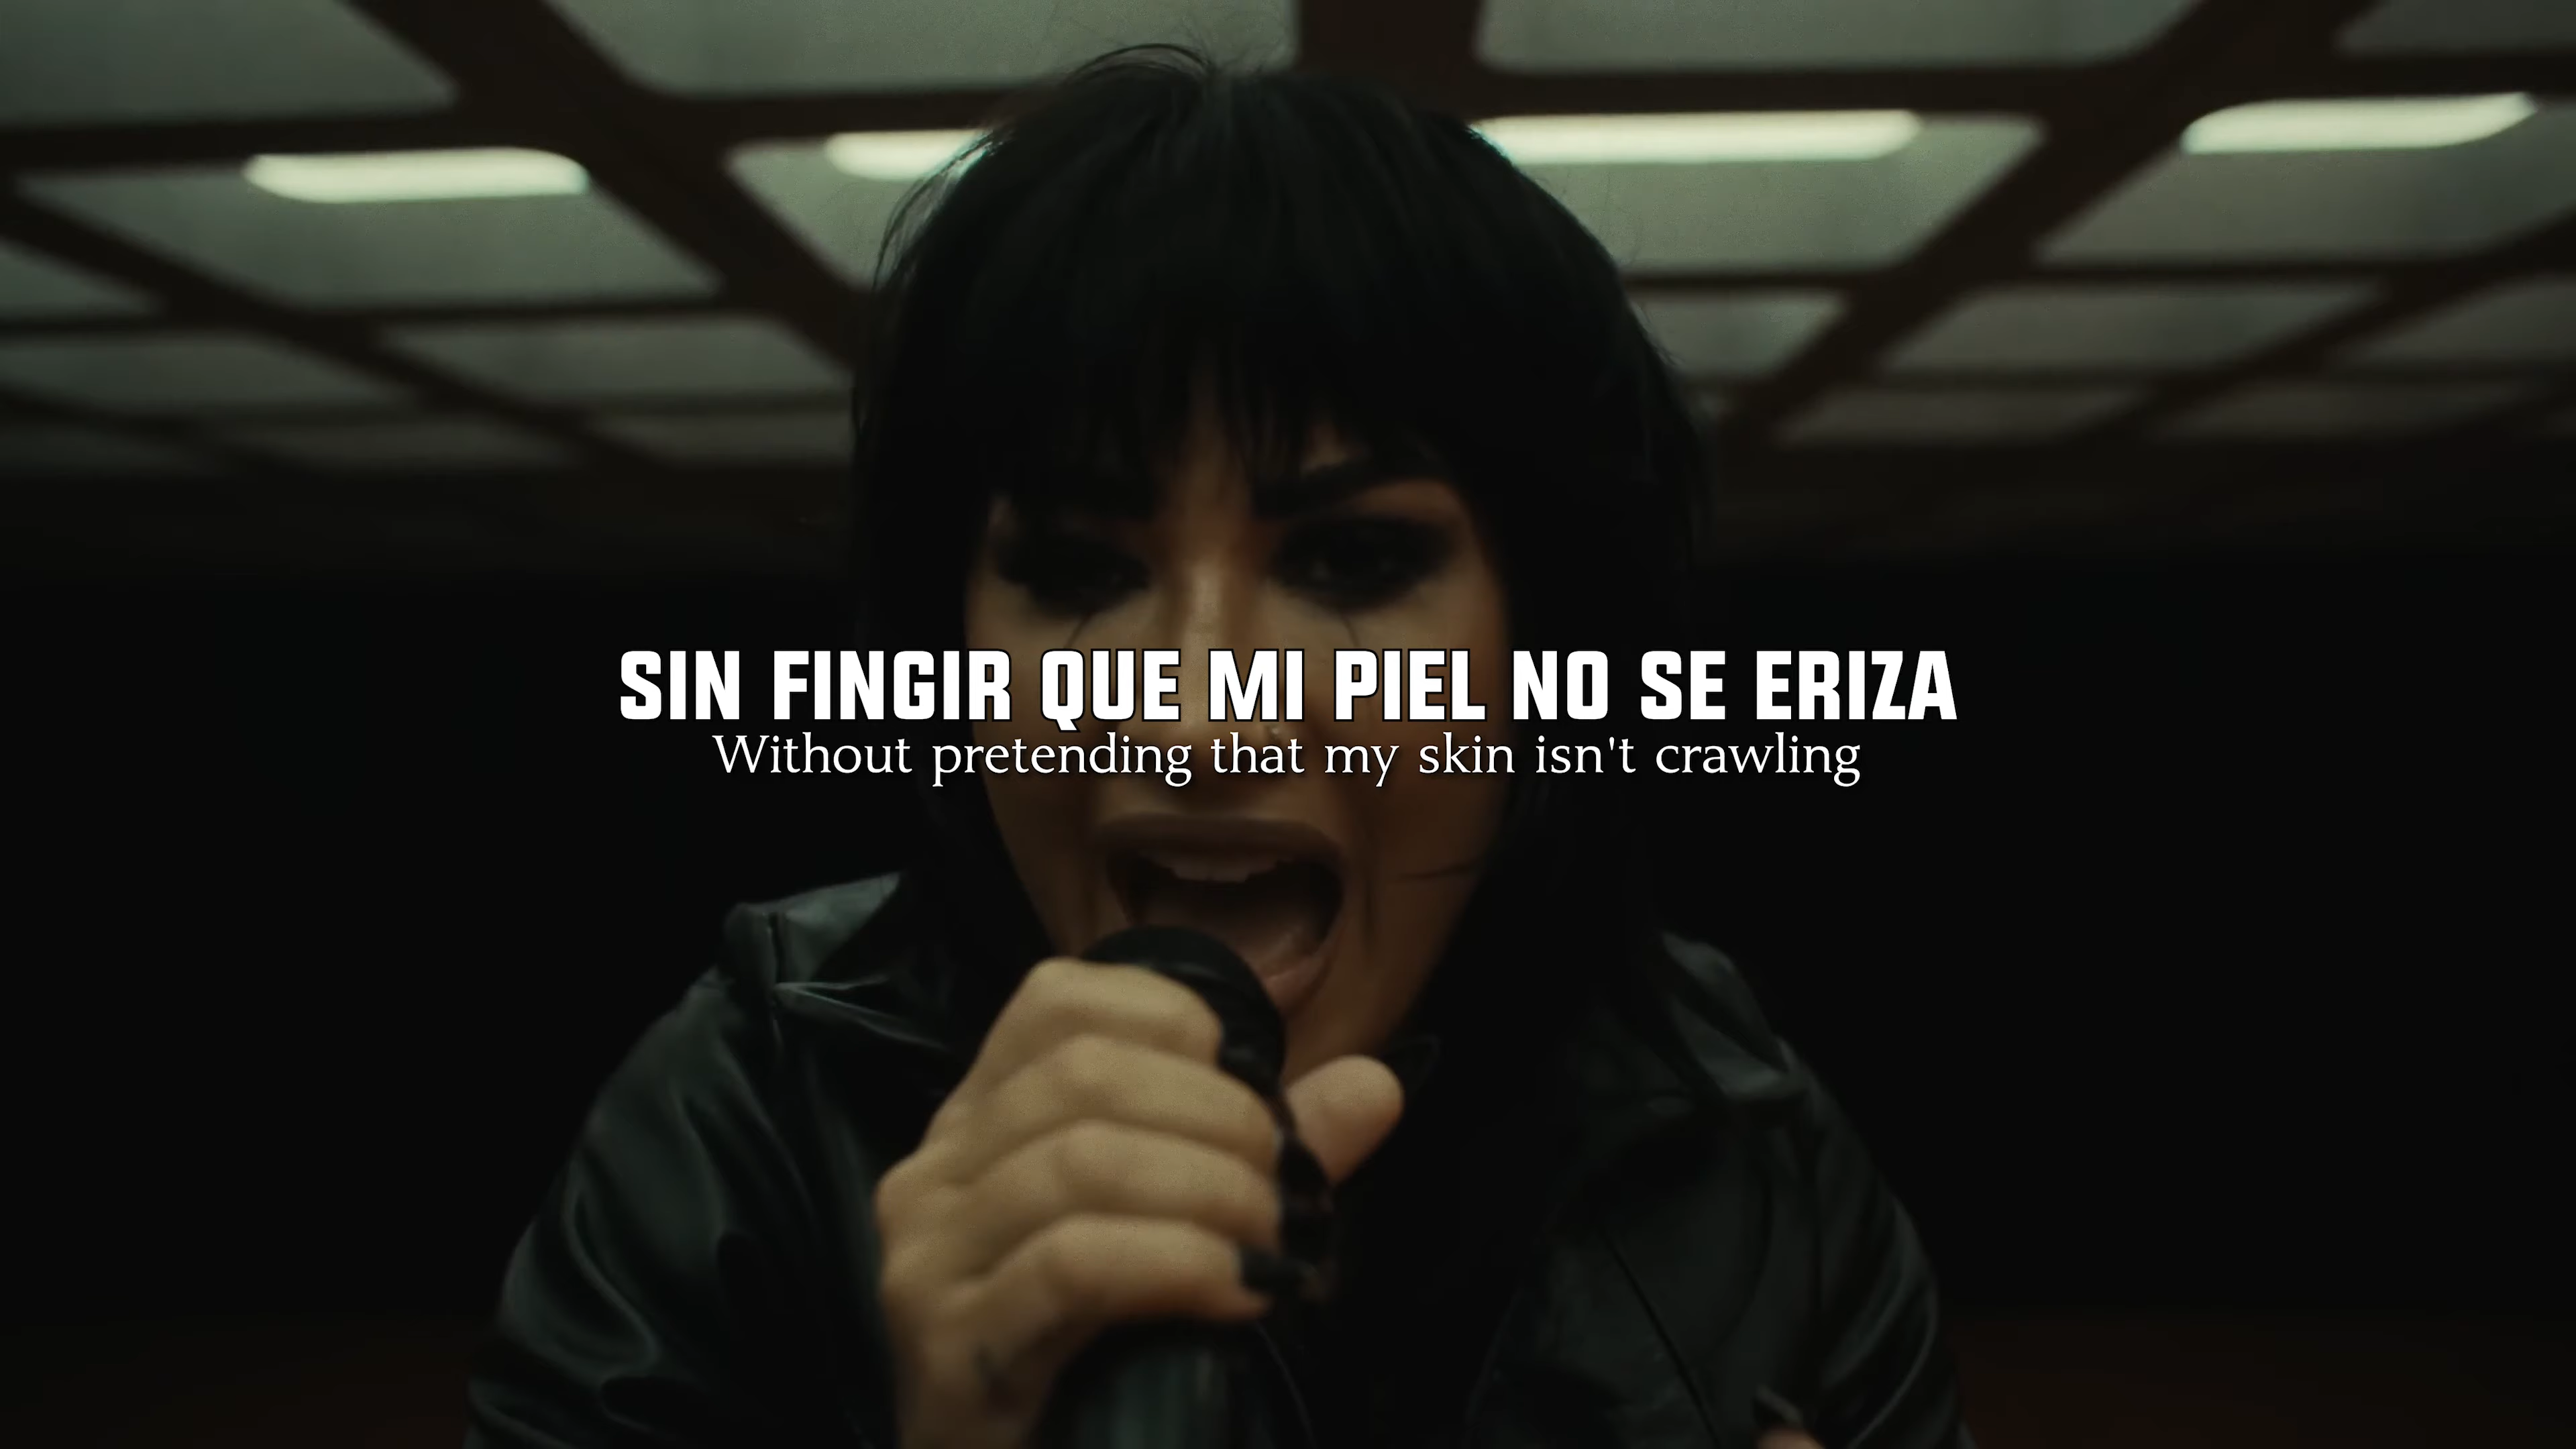 SIN FINGIR QUE MI PIEL NO SE ERIZA
Without pretending that my skin isn't crawling